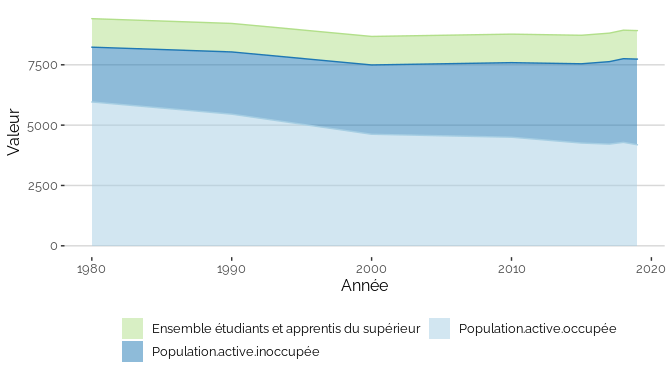 Valeur
7500
5000
2500
0
1980 1990 2000 2010 2020
Année
Ensemble étudiants et apprentis du supérieur Population.active.occupée
Population.active.inoccupée